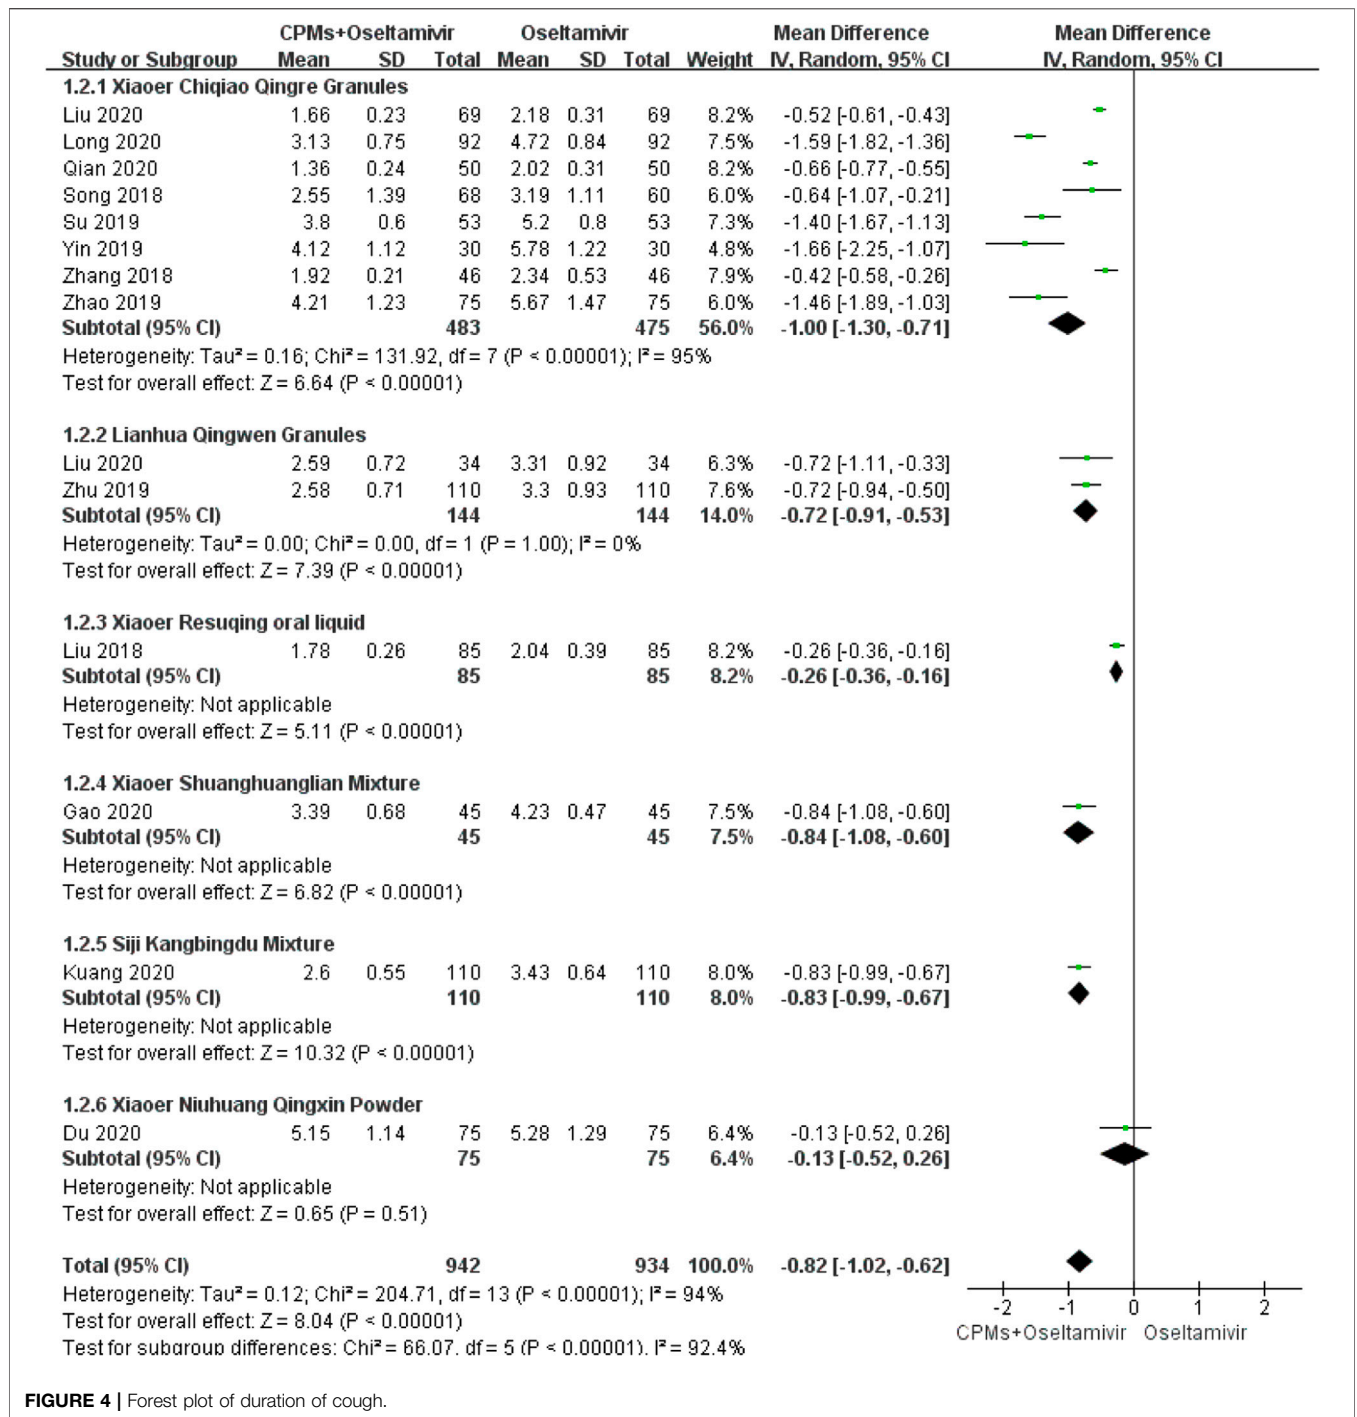 CPMs+Oseltamivir Oseltamivir Mean Difference Mean Difference
Study or Subgroup Mean SD Total Mean SD Total Weight IV, Random, 95% CI IV, Random, 95% CI
1.2.1 Xiaoer Chiqiao Qingre Granules
Liu 2020 1.66 0.23 69 2.18 0.31 69 8.2% -0.52 [-0.61, -0.43]
Long 2020 3.13 0.75 92 4.72 0.84 92 7.5% -1.59 [-1.82, -1.36]
Qian 2020 1.36 0.24 50 2.02 0.31 50 8.2% -0.66 [-0.77, -0.55]
Song 2018 2.55 1.39 68 3.19 1.11 60 6.0% -0.64 [-1.07, -0.21]
Su 2019 3.8 0.6 53 5.2 0.8 53 7.3% -1.40 [-1.67, -1.13]
Yin 2019 4.12 1.12 30 5.78 1.22 30 4.8% -1.66 [-2.25, -1.07]
Zhang 2018 1.92 0.21 46 2.34 0.53 46 7.9% -0.42 [-0.58, -0.26]
Zhao 2019 4.21 1.23 75 5.67 1.47 75 6.0% -1.46 [-1.89, -1.03]
Subtotal (95% CI) 483 475 56.0% -1.00 [-1.30, -0.71]
Heterogeneity: Tau² = 0.16; Chi² = 131.92, df = 7 (P < 0.00001); I² = 95%
Test for overall effect: Z = 6.64 (P < 0.00001)
1.2.2 Lianhua Qingwen Granules
Liu 2020 2.59 0.72 34 3.31 0.92 34 6.3% -0.72 [-1.11, -0.33]
Zhu 2019 2.58 0.71 110 3.3 0.93 110 7.6% -0.72 [-0.94, -0.50]
Subtotal (95% CI) 144 144 14.0% -0.72 [-0.91, -0.53]
Heterogeneity: Tau² = 0.00; Chi² = 0.00, df = 1 (P = 1.00); I² = 0%
Test for overall effect: Z = 7.39 (P < 0.00001)
1.2.3 Xiaoer Resuqing oral liquid
Liu 2018 1.78 0.26 85 2.04 0.39 85 8.2% -0.26 [-0.36, -0.16]
Subtotal (95% CI) 85 85 8.2% -0.26 [-0.36, -0.16]
Heterogeneity: Not applicable
Test for overall effect: Z = 5.11 (P < 0.00001)
1.2.4 Xiaoer Shuanghuanglian Mixture
Gao 2020 3.39 0.68 45 4.23 0.47 45 7.5% -0.84 [-1.08, -0.60]
Subtotal (95% CI) 45 45 7.5% -0.84 [-1.08, -0.60]
Heterogeneity: Not applicable
Test for overall effect: Z = 6.82 (P < 0.00001)
1.2.5 Siji Kangbingdu Mixture
Kuang 2020 2.6 0.55 110 3.43 0.64 110 8.0% -0.83 [-0.99, -0.67]
Subtotal (95% CI) 110 110 8.0% -0.83 [-0.99, -0.67]
Heterogeneity: Not applicable
Test for overall effect: Z = 10.32 (P < 0.00001)
1.2.6 Xiaoer Niuhuang Qingxin Powder
Du 2020 5.15 1.14 75 5.28 1.29 75 6.4% -0.13 [-0.52, 0.26]
Subtotal (95% CI) 75 75 6.4% -0.13 [-0.52, 0.26]
Heterogeneity: Not applicable
Test for overall effect: Z = 0.65 (P = 0.51)
Total (95% CI) 942 934 100.0% -0.82 [-1.02, -0.62]
Heterogeneity: Tau² = 0.12; Chi² = 204.71, df = 13 (P < 0.00001); I² = 94%
Test for overall effect: Z = 8.04 (P < 0.00001)
Test for subgroup differences: Chi² = 66.07, df = 5 (P < 0.00001), I² = 92.4%
-2 -1 0 1 2
CPMs+Oseltamivir Oseltamivir
FIGURE 4 | Forest plot of duration of cough.